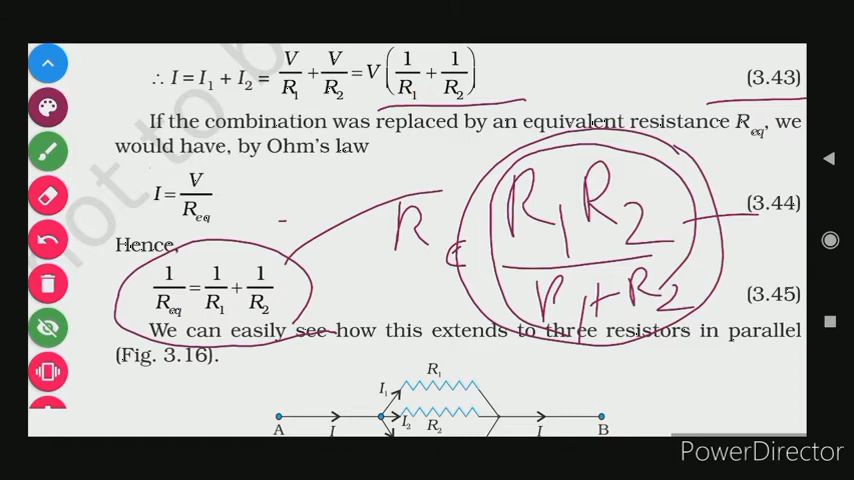 ∴ I = I₁ + I₂ = V/R₁ + V/R₂ = V (1/R₁ + 1/R₂) (3.43)
If the combination was replaced by an equivalent resistance R_eq, we
would have, by Ohm's law
I = V/R_eq (3.44)
R R₁R₂/R₁+R₂
Hence,
1/R_eq = 1/R₁ + 1/R₂ (3.45)
We can easily see how this extends to three resistors in parallel
(Fig. 3.16).
R₁
I₁
I₂ R₂
A I I B
not to b
PowerDirector